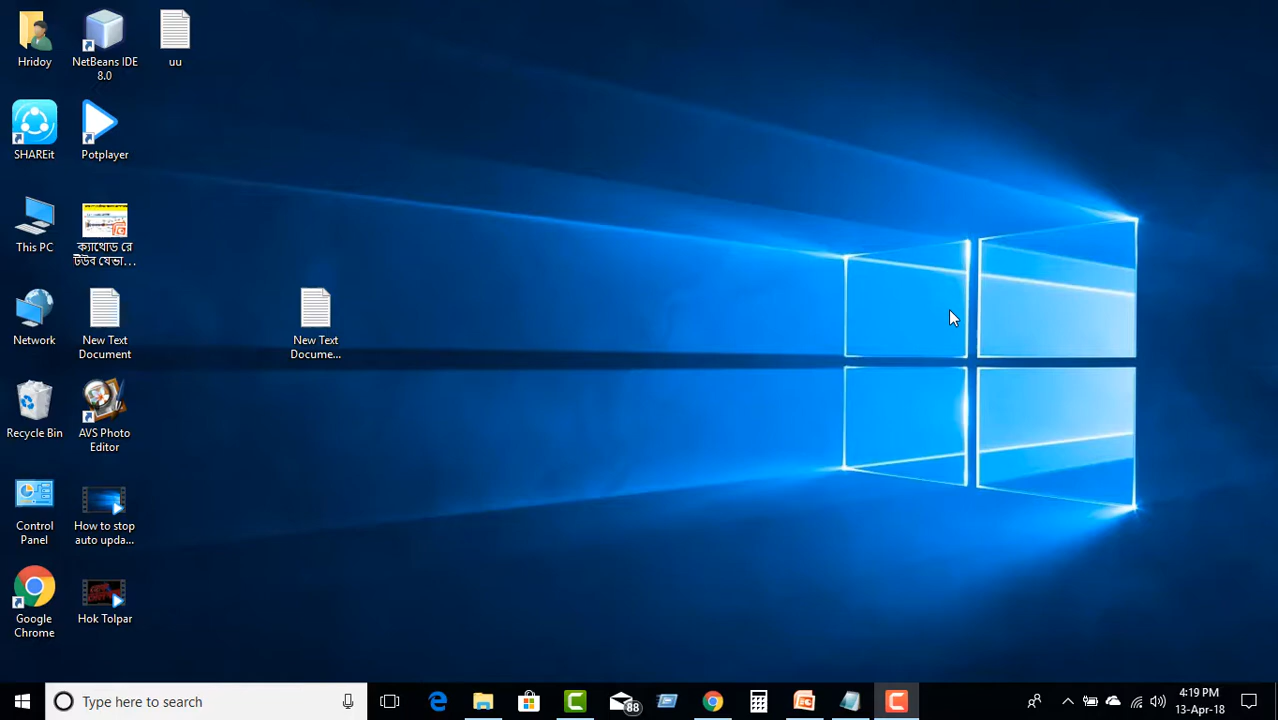 Hridoy
NetBeans IDE
8.0
uu
SHAREit
Potplayer
This PC
ক্যাথোড রে
টিউব যেভা...
Network
New Text
Document
New Text
Docume...
Recycle Bin
AVS Photo
Editor
Control
Panel
How to stop
auto upda...
Google
Chrome
Hok Tolpar
Type here to search
88
4:19 PM
13-Apr-18